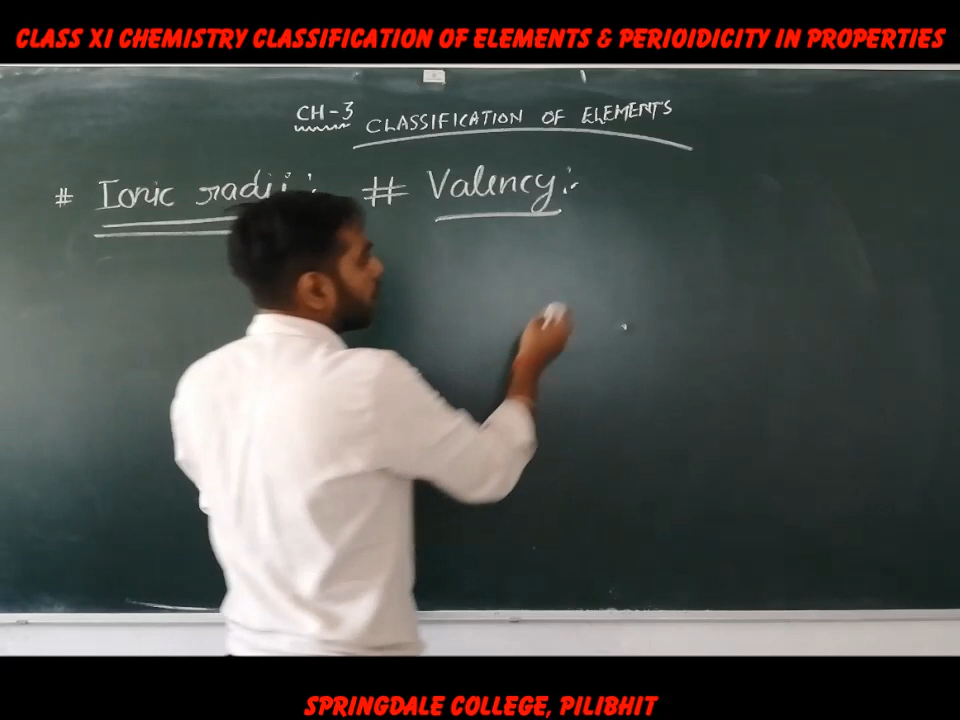 CLASS XI CHEMISTRY CLASSIFICATION OF ELEMENTS & PERIOIDICITY IN PROPERTIES
CH-3 CLASSIFICATION OF ELEMENTS
# Ionic radii :
# Valency :-
SPRINGDALE COLLEGE, PILIBHIT